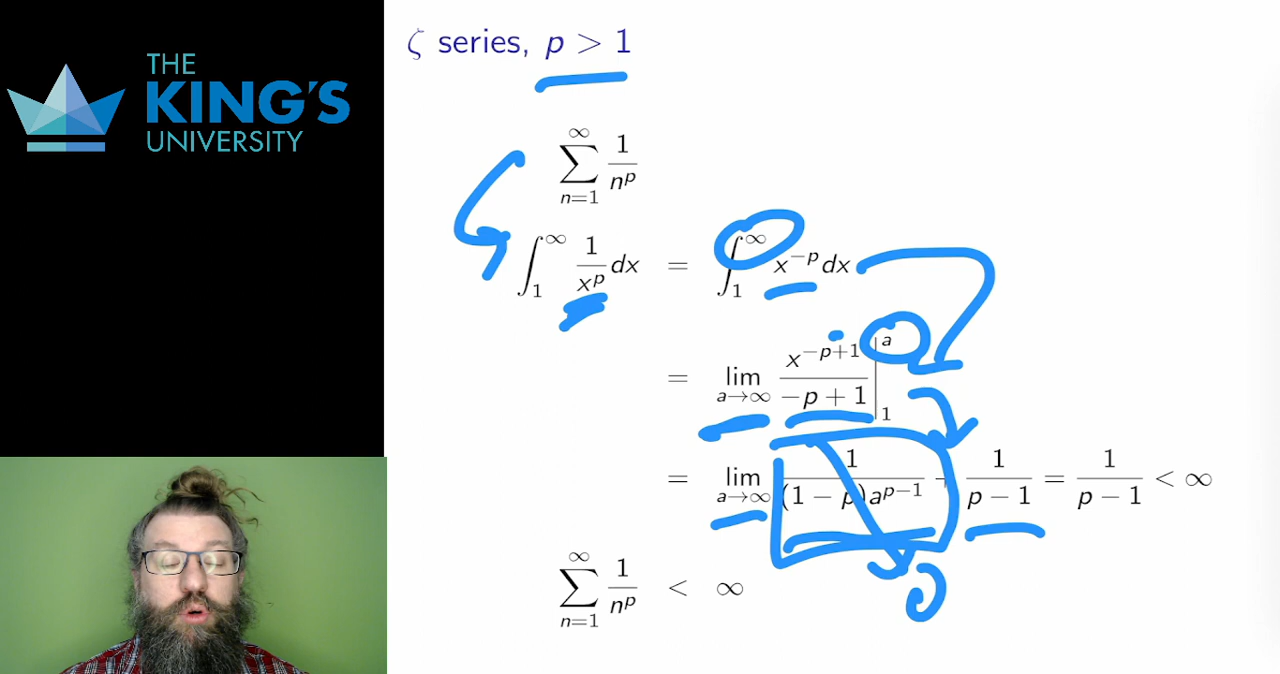 THE
KING'S
UNIVERSITY
ζ series, p > 1
∑_{n=1}^{∞} 1/n^p
∫_1^∞ 1/x^p dx = ∫_1^∞ x^{-p} dx
= lim_{a→∞} x^{-p+1}/(-p + 1) |_1^a
= lim_{a→∞} 1/((1 − p)a^{p−1}) + 1/(p − 1) = 1/(p − 1) < ∞
∑_{n=1}^{∞} 1/n^p < ∞
0